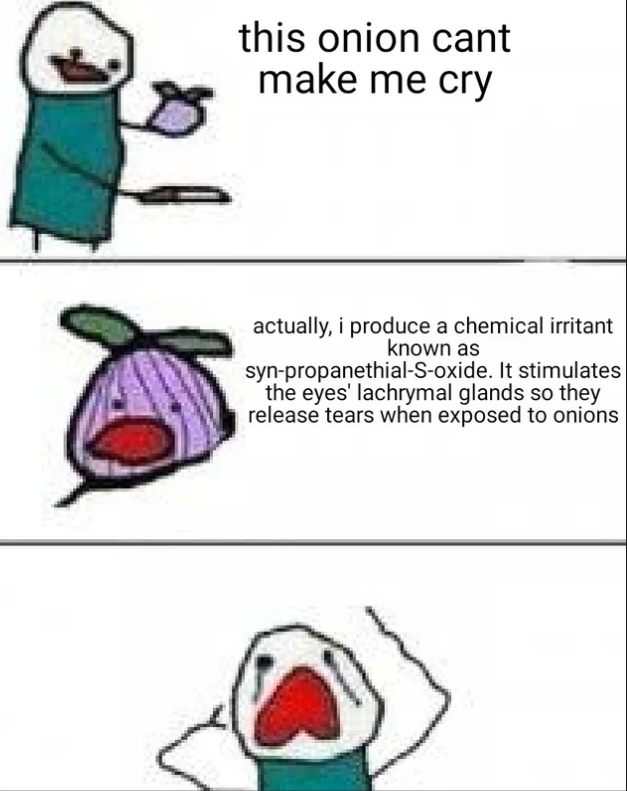 this onion cant
make me cry
actually, i produce a chemical irritant
known as
syn-propanethial-S-oxide. It stimulates
the eyes' lachrymal glands so they
release tears when exposed to onions